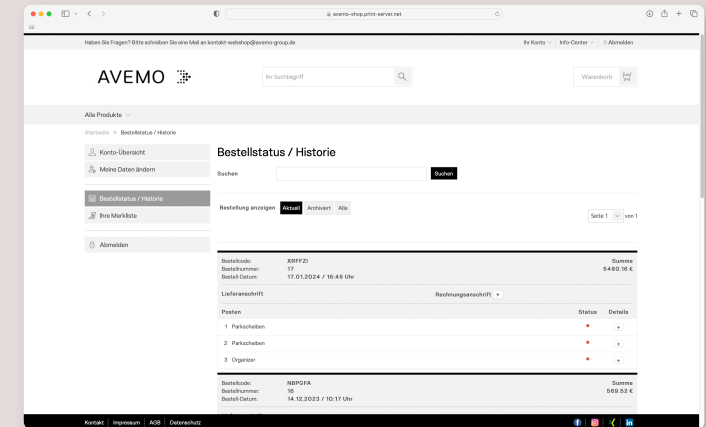 avemo-shop.print-server.net
Haben Sie Fragen? Bitte schreiben Sie eine Mail an kontakt-webshop@avemo-group.de
Ihr Konto
Info-Center
Abmelden
AVEMO
Ihr Suchbegriff
Warenkorb
Alle Produkte
Startseite » Bestellstatus / Historie
Konto-Übersicht
Meine Daten ändern
Bestellstatus / Historie
Ihre Merkliste
Abmelden
Bestellstatus / Historie
Suchen
Suchen
Bestellung anzeigen Aktuell Archiviert Alle
Seite 1 von 1
Bestellcode: XRFFZI Summe
Bestellnummer: 17 5480.16 €
Bestell-Datum: 17.01.2024 / 16:46 Uhr
Lieferanschrift Rechnungsanschrift +
Posten Status Details
1 Parkscheiben +
2 Parkscheiben +
3 Organizer +
Bestellcode: NBPGFA Summe
Bestellnummer: 16 569.52 €
Bestell-Datum: 14.12.2023 / 10:17 Uhr
Kontakt Impressum AGB Datenschutz